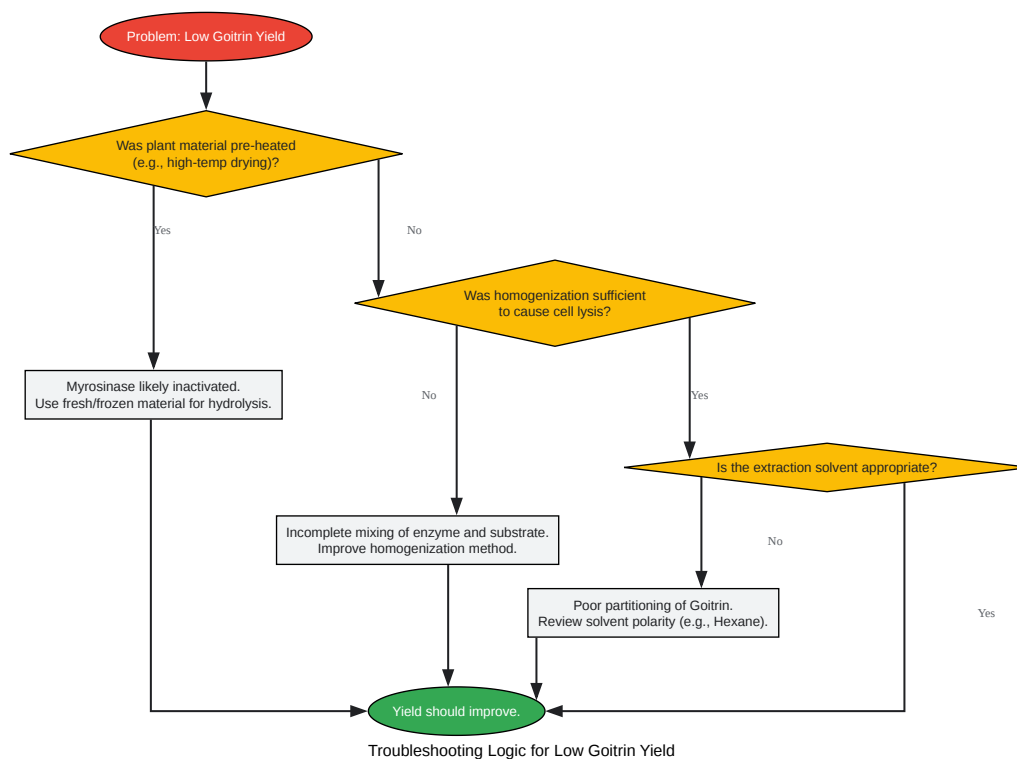 Problem: Low Goitrin Yield
Was plant material pre-heated
(e.g., high-temp drying)?
Yes
No
Was homogenization sufficient
to cause cell lysis?
Myrosinase likely inactivated.
Use fresh/frozen material for hydrolysis.
No
Yes
Is the extraction solvent appropriate?
Incomplete mixing of enzyme and substrate.
Improve homogenization method.
No
Poor partitioning of Goitrin.
Review solvent polarity (e.g., Hexane).
Yes
Yield should improve.
Troubleshooting Logic for Low Goitrin Yield